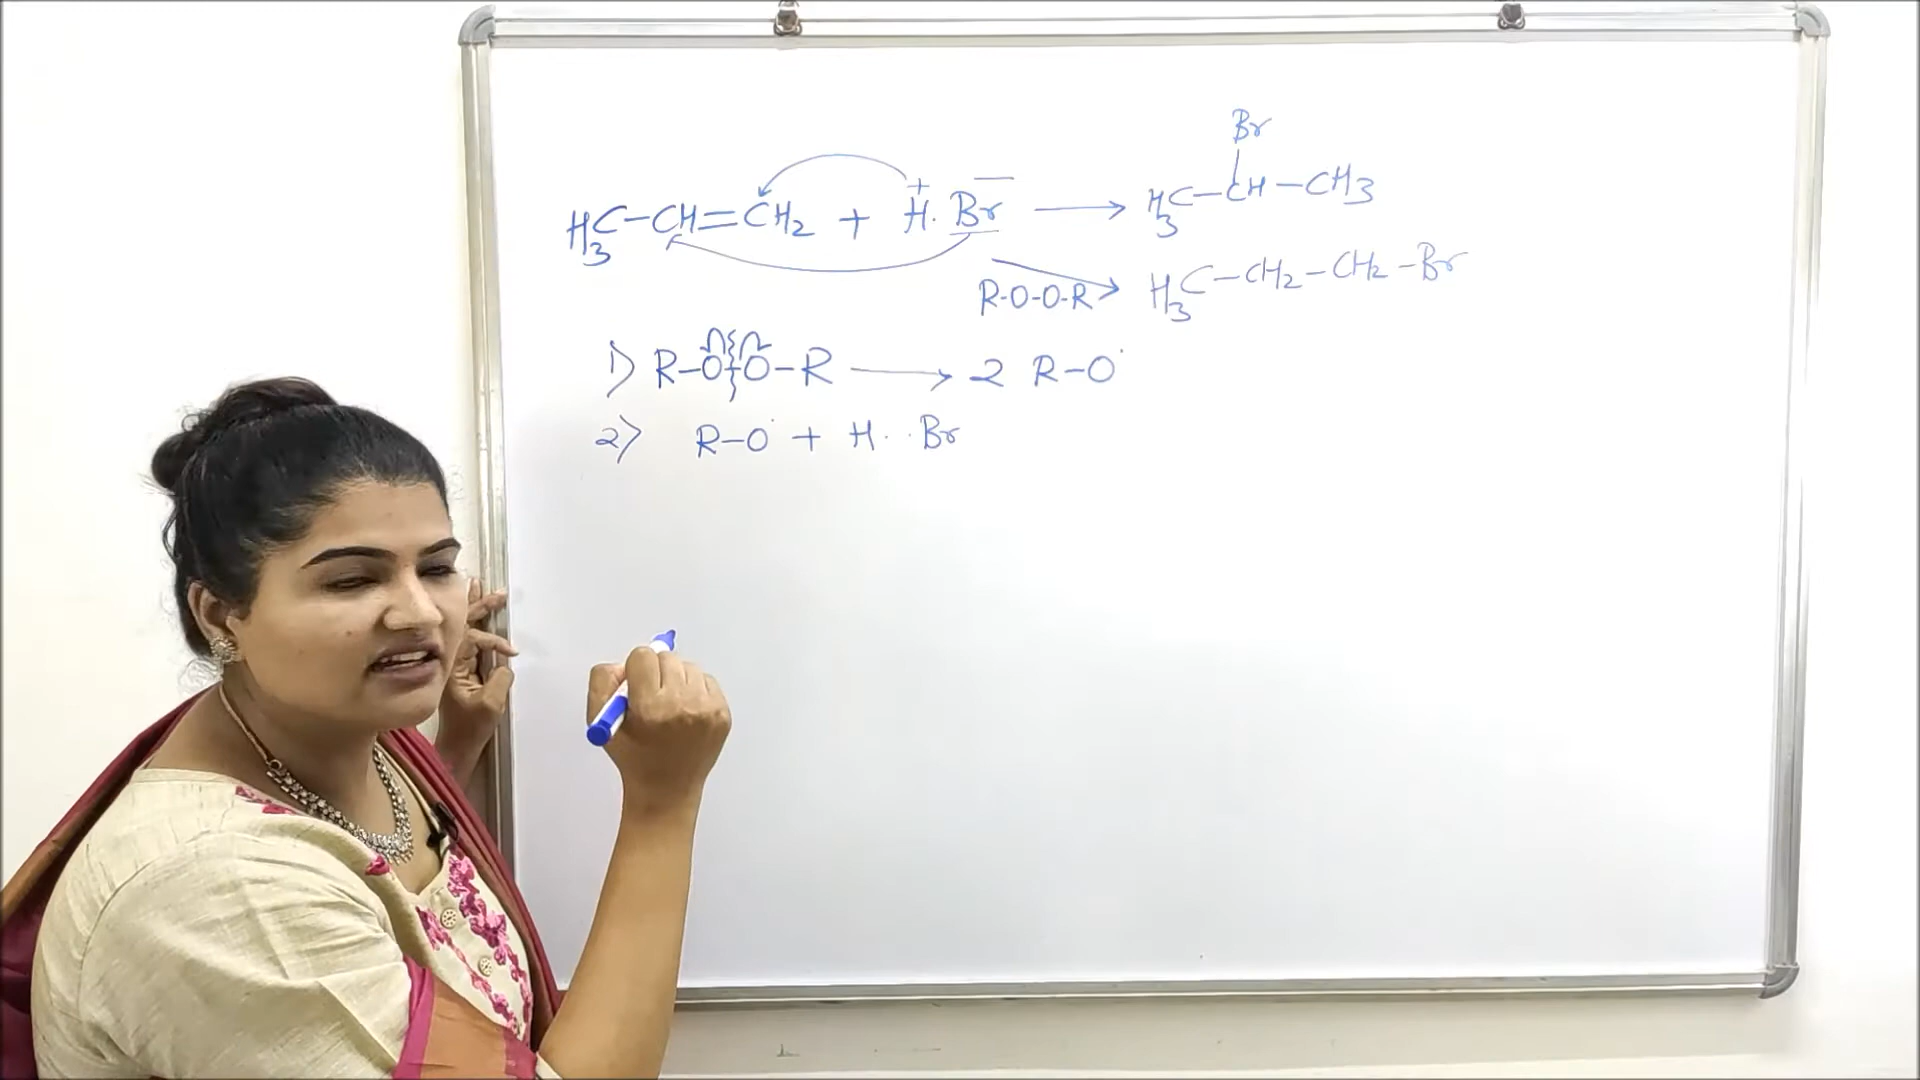 Br
H3C-CH=CH2 + H⁺. Br⁻ ⟶ H3C-CH-CH3
R-O-O-R H3C-CH2-CH2-Br
1) R-O-O-R ⟶ 2 R-O˙
2) R-O˙ + H. .Br